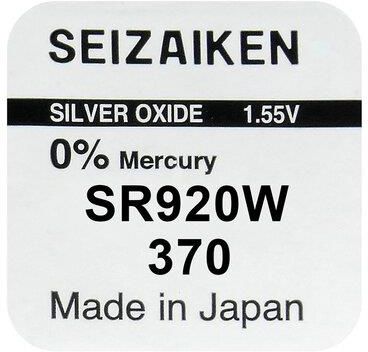 SEIZAIKEN
SILVER OXIDE 1.55V
0% Mercury
SR920W
370
Made in Japan